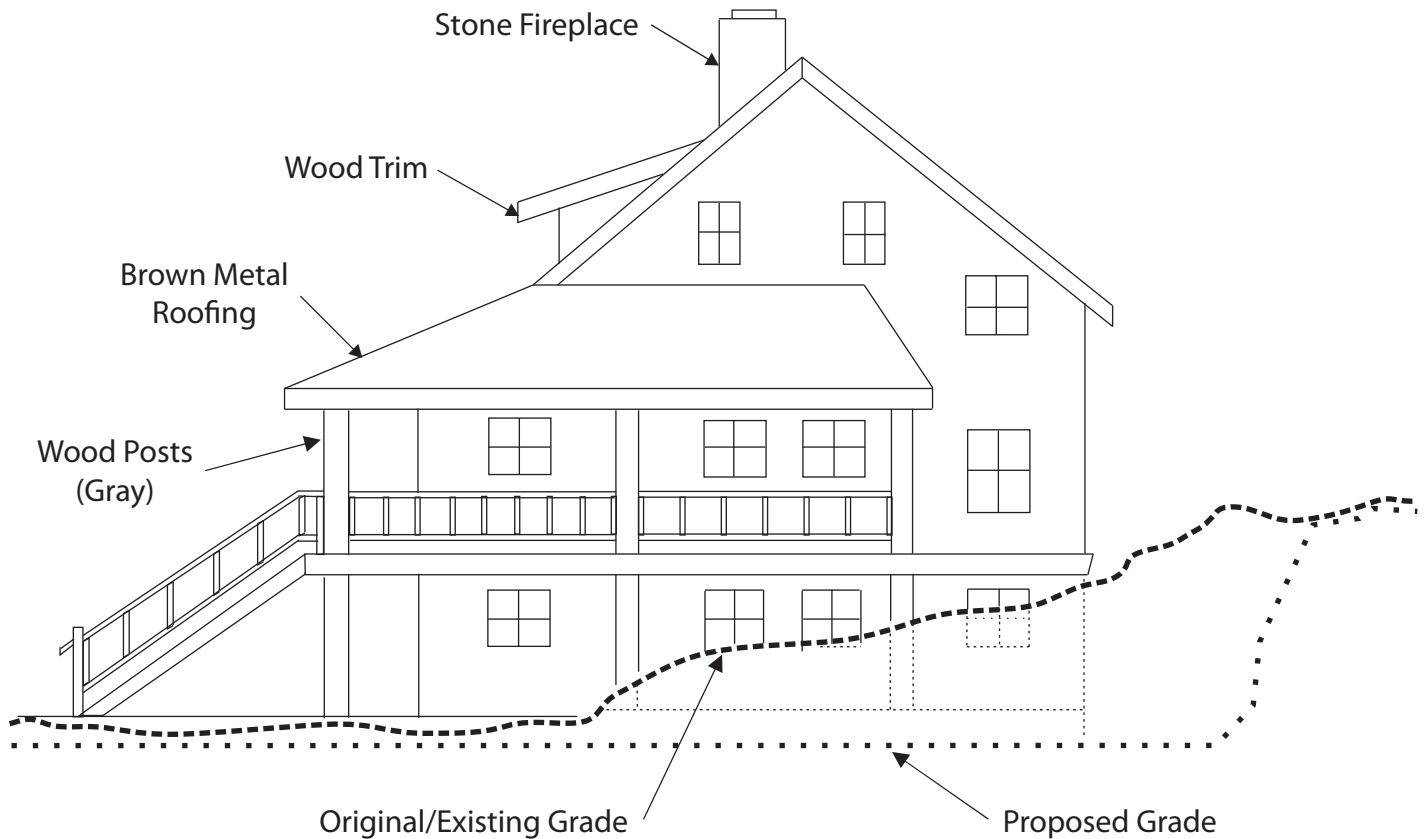 Stone Fireplace
Wood Trim
Brown Metal
Roofing
Wood Posts
(Gray)
Original/Existing Grade
Proposed Grade